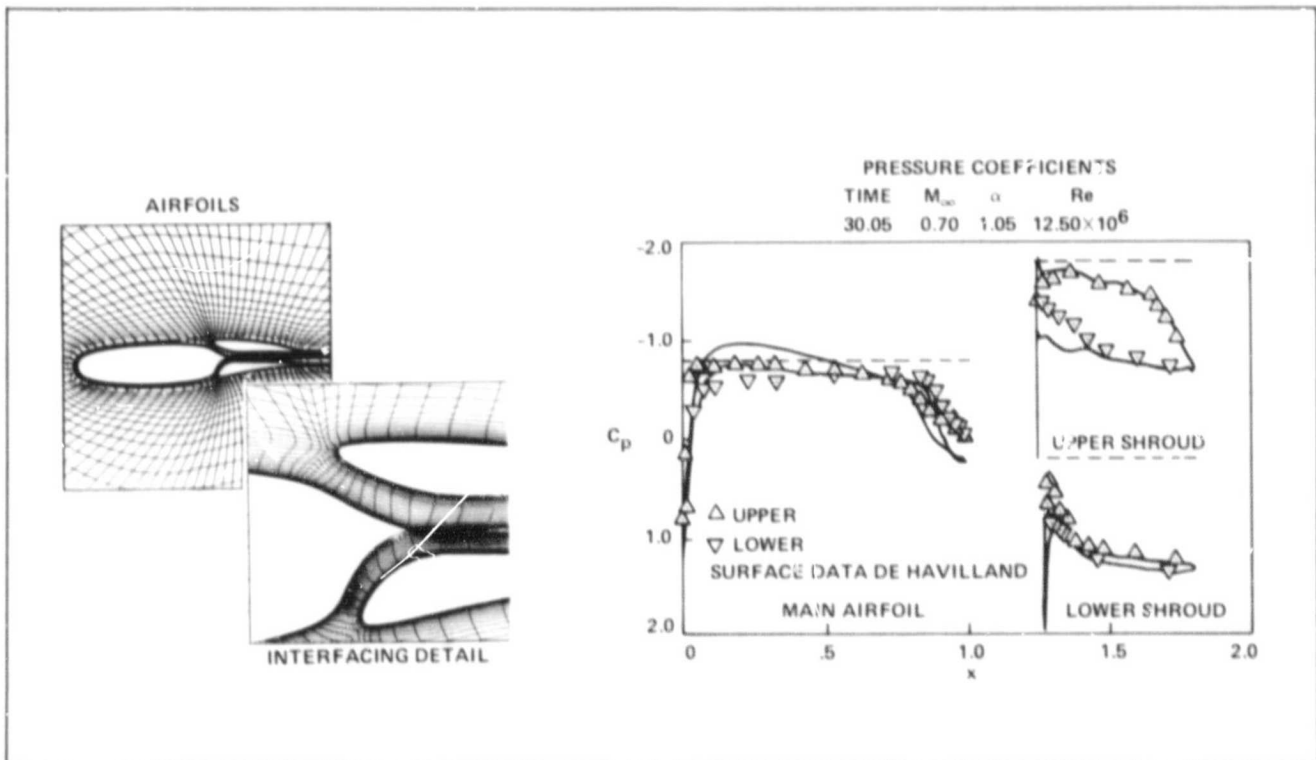 AIRFOILS
INTERFACING DETAIL
PRESSURE COEFFICIENTS
TIME M∞ α Re
30.05 0.70 1.05 12.50×10⁶
-2.0
-1.0
Cp
0
1.0
2.0
△ UPPER
▽ LOWER
SURFACE DATA DE HAVILLAND
MAIN AIRFOIL
UPPER SHROUD
LOWER SHROUD
0 .5 1.0 1.5 2.0
x